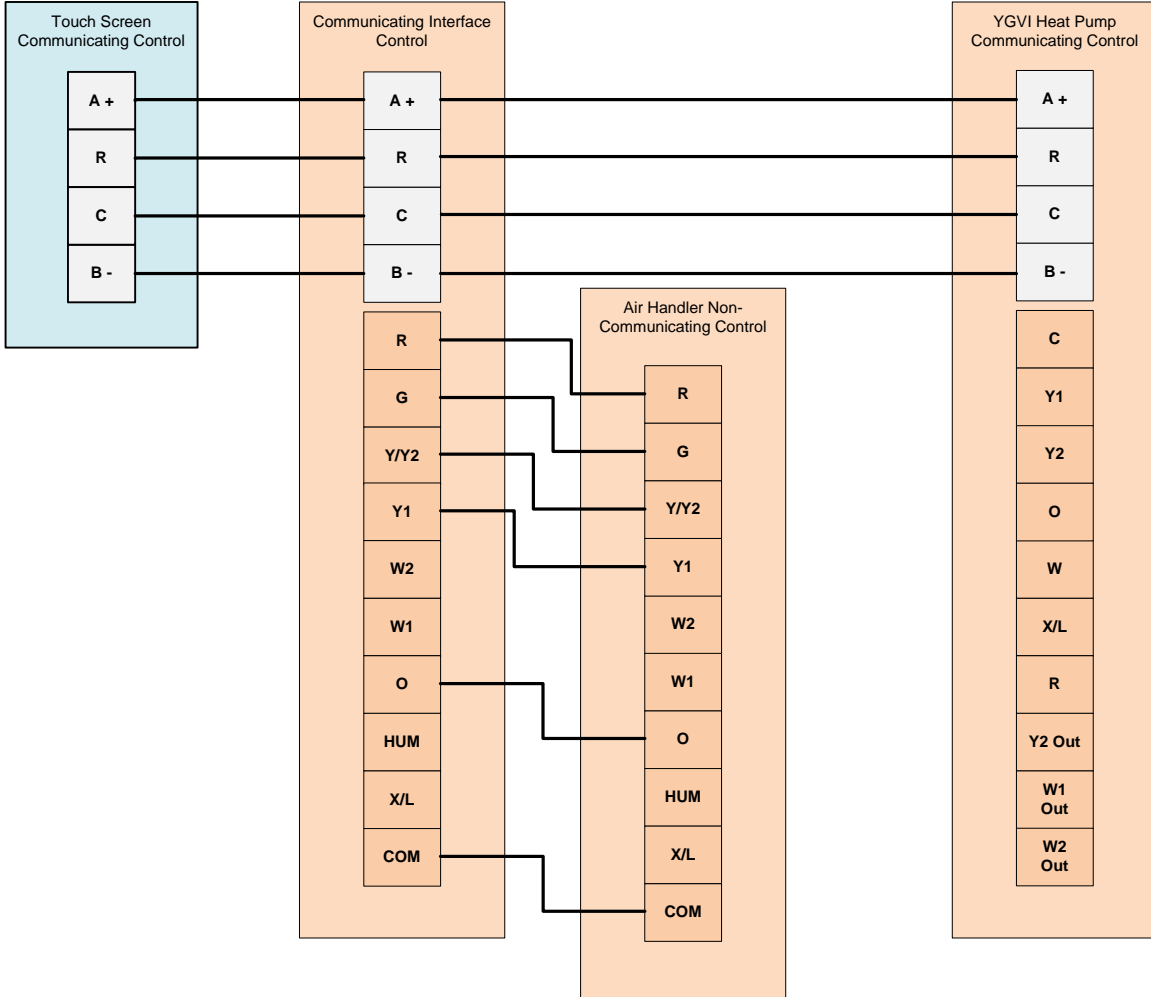 Touch Screen
Communicating Control
A +
R
C
B -
Communicating Interface
Control
A +
R
C
B -
R
G
Y/Y2
Y1
W2
W1
O
HUM
X/L
COM
Air Handler Non-
Communicating Control
R
G
Y/Y2
Y1
W2
W1
O
HUM
X/L
COM
YGVI Heat Pump
Communicating Control
A +
R
C
B -
C
Y1
Y2
O
W
X/L
R
Y2 Out
W1
Out
W2
Out